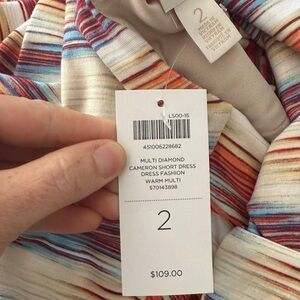 2
LS00-15
451006228682
MULTI DIAMOND
CAMERON SHORT DRESS
DRESS FASHION
WARM MULTI
570143898
2
$109.00